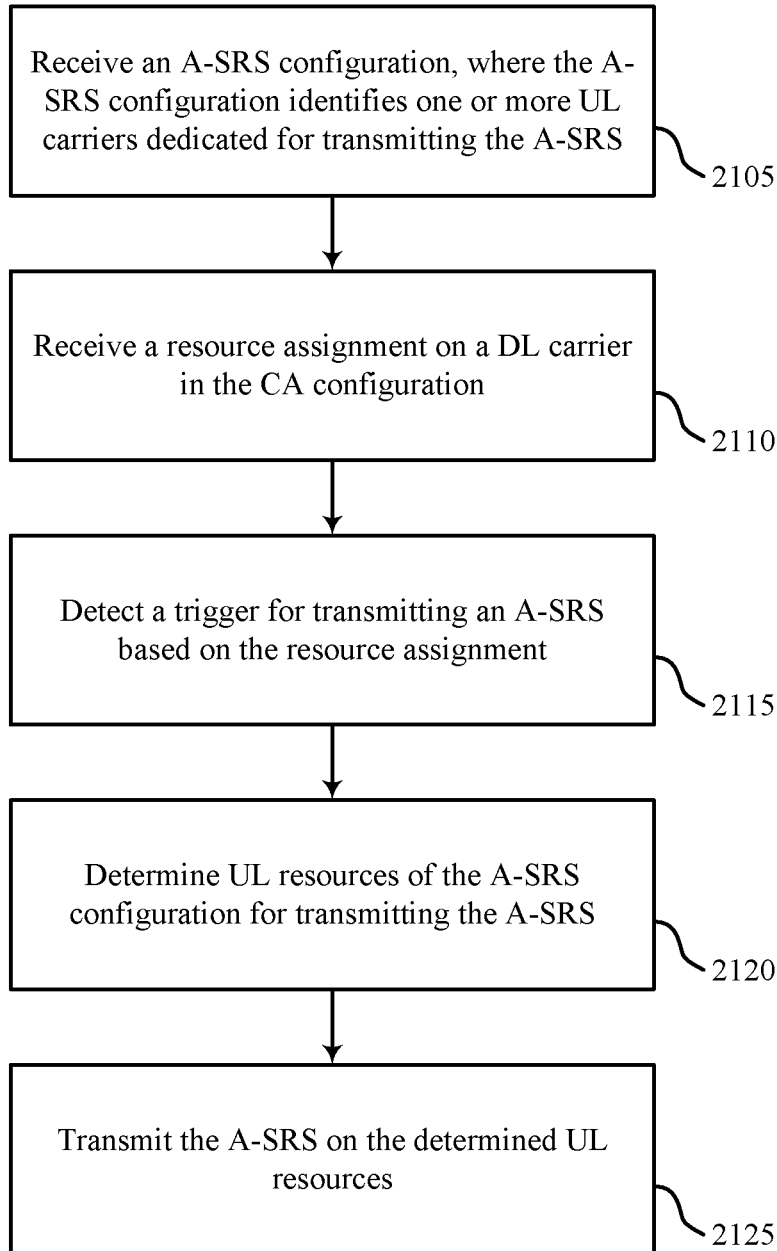 Receive an A-SRS configuration, where the A-
SRS configuration identifies one or more UL
carriers dedicated for transmitting the A-SRS
2105
Receive a resource assignment on a DL carrier
in the CA configuration
2110
Detect a trigger for transmitting an A-SRS
based on the resource assignment
2115
Determine UL resources of the A-SRS
configuration for transmitting the A-SRS
2120
Transmit the A-SRS on the determined UL
resources
2125